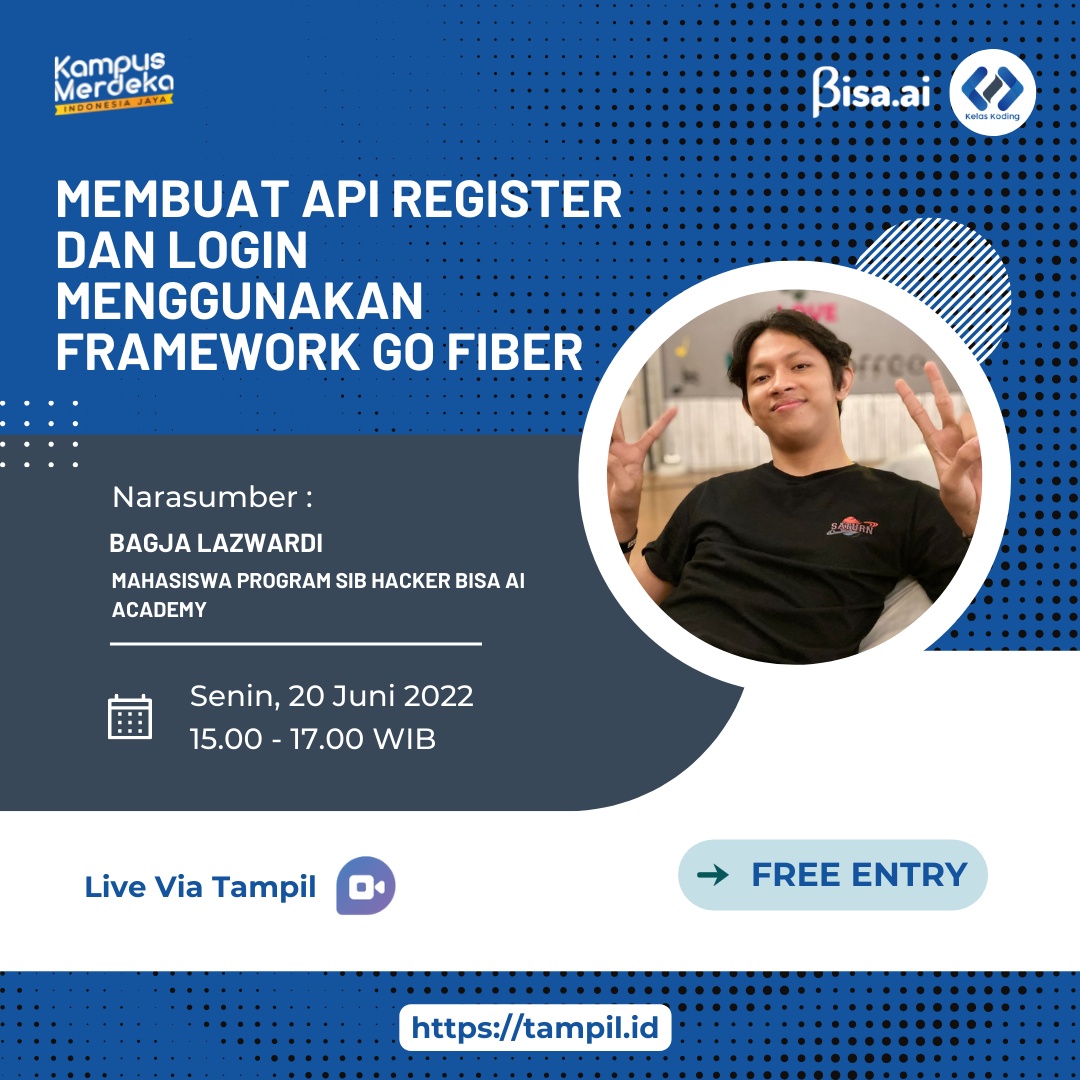 Kampus
Merdeka
INDONESIA JAYA
Bisa.ai
Kelas Koding
MEMBUAT API REGISTER
DAN LOGIN
MENGGUNAKAN
FRAMEWORK GO FIBER
LOVE
offee
SATURN
Narasumber :
BAGJA LAZWARDI
MAHASISWA PROGRAM SIB HACKER BISA AI
ACADEMY
Senin, 20 Juni 2022
15.00 - 17.00 WIB
Live Via Tampil
FREE ENTRY
https://tampil.id